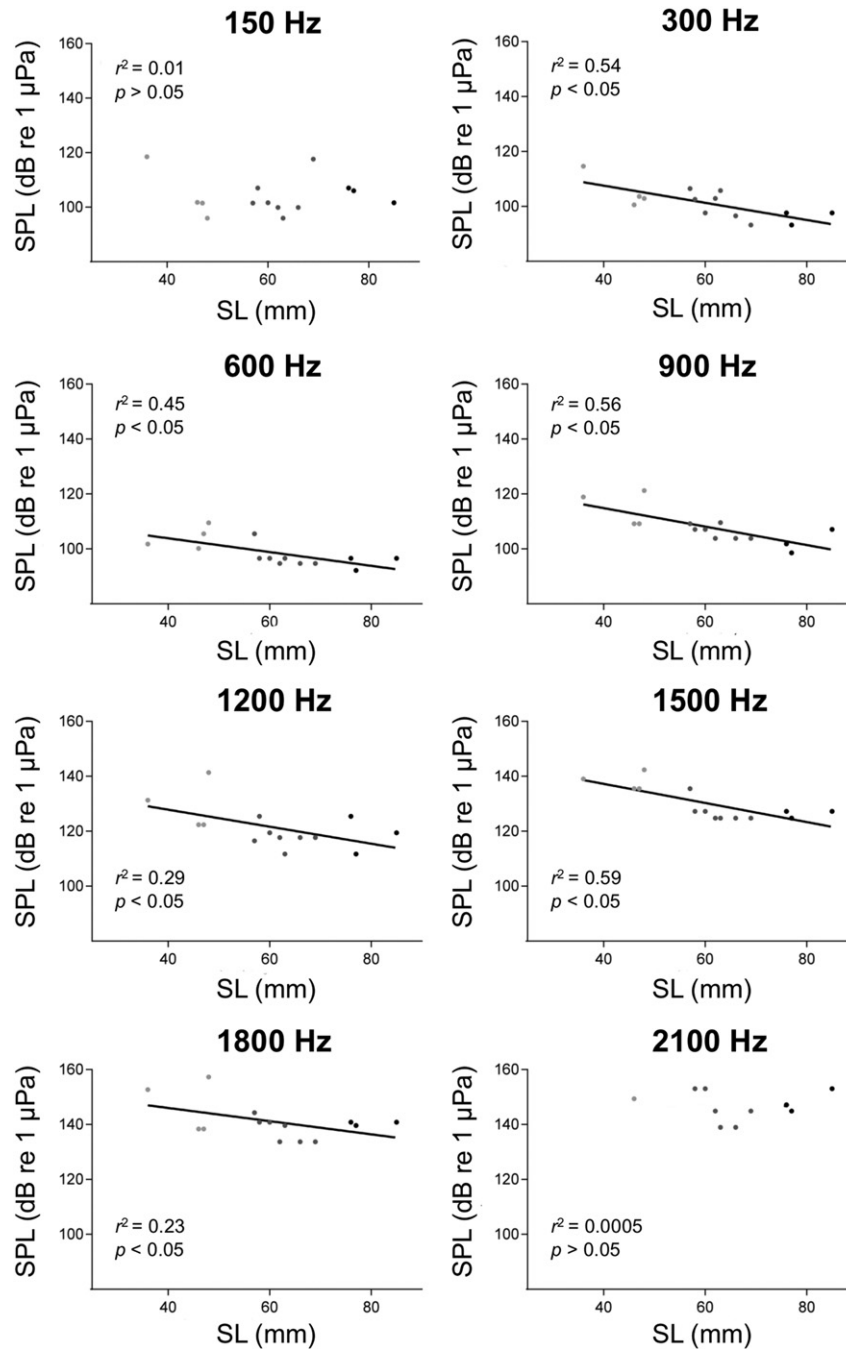 150 Hz
SPL (dB re 1 µPa)
160
140
120
100
r² = 0.01
p > 0.05
40 60 80
SL (mm)
300 Hz
SPL (dB re 1 µPa)
160
140
120
100
r² = 0.54
p < 0.05
40 60 80
SL (mm)
600 Hz
SPL (dB re 1 µPa)
160
140
120
100
r² = 0.45
p < 0.05
40 60 80
SL (mm)
900 Hz
SPL (dB re 1 µPa)
160
140
120
100
r² = 0.56
p < 0.05
40 60 80
SL (mm)
1200 Hz
SPL (dB re 1 µPa)
160
140
120
100
r² = 0.29
p < 0.05
40 60 80
SL (mm)
1500 Hz
SPL (dB re 1 µPa)
160
140
120
100
r² = 0.59
p < 0.05
40 60 80
SL (mm)
1800 Hz
SPL (dB re 1 µPa)
160
140
120
100
r² = 0.23
p < 0.05
40 60 80
SL (mm)
2100 Hz
SPL (dB re 1 µPa)
160
140
120
100
r² = 0.0005
p > 0.05
40 60 80
SL (mm)